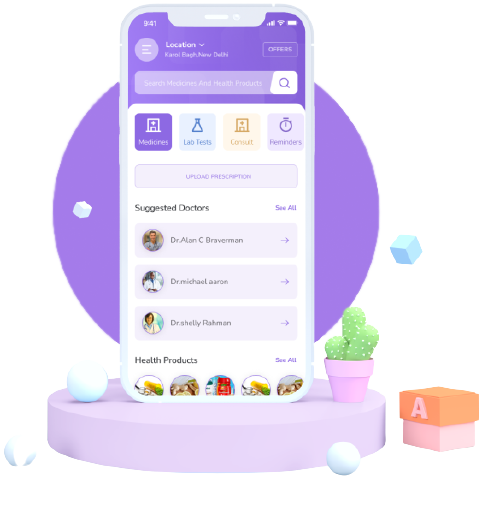 9:41
Location
Karol Bagh,New Delhi
OFFERS
Search Medicines And Health Products
Medicines
Lab Tests
Consult
Reminders
UPLOAD PRESCRIPTION
Suggested Doctors
See All
Dr.Alan C Braverman
Dr.michael aaron
Dr.shelly Rahman
Health Products
See All
A